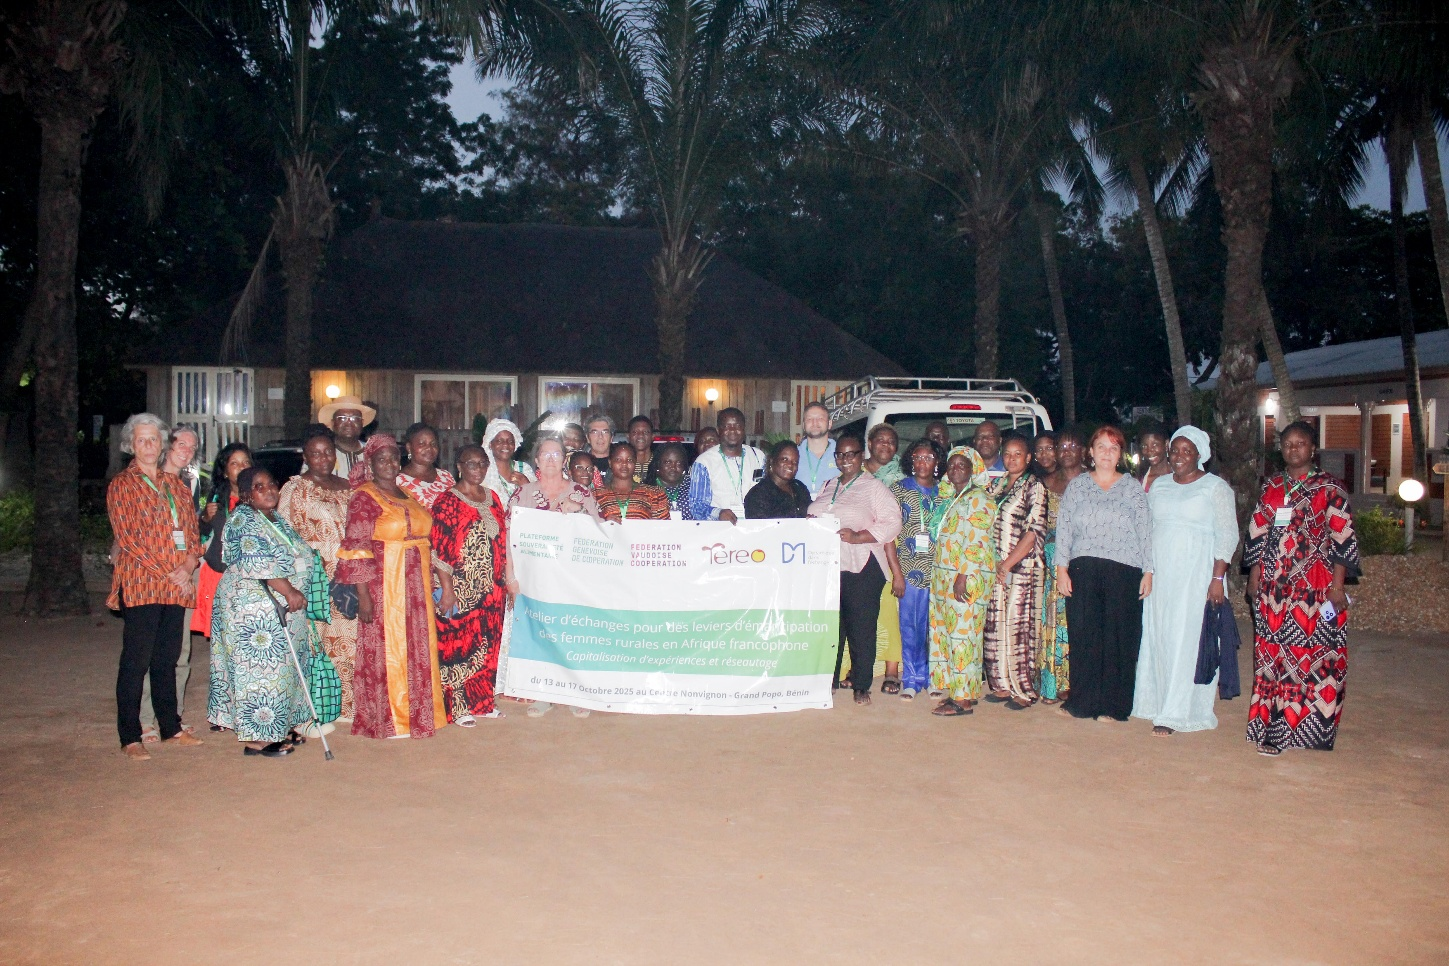 PLATEFORME
SOUVERAINETÉ
ALIMENTAIRE
FEDERATION
GENEVOISE
DE COOPERATION
FEDERATION
VAUDOISE
COOPERATION
Tereo
DM
Atelier d'échanges pour des leviers d'émancipation
des femmes rurales en Afrique francophone
Capitalisation d'expériences et réseautage
du 13 au 17 Octobre 2025 au Centre Nonvignon - Grand Popo, Bénin
TOYOTA